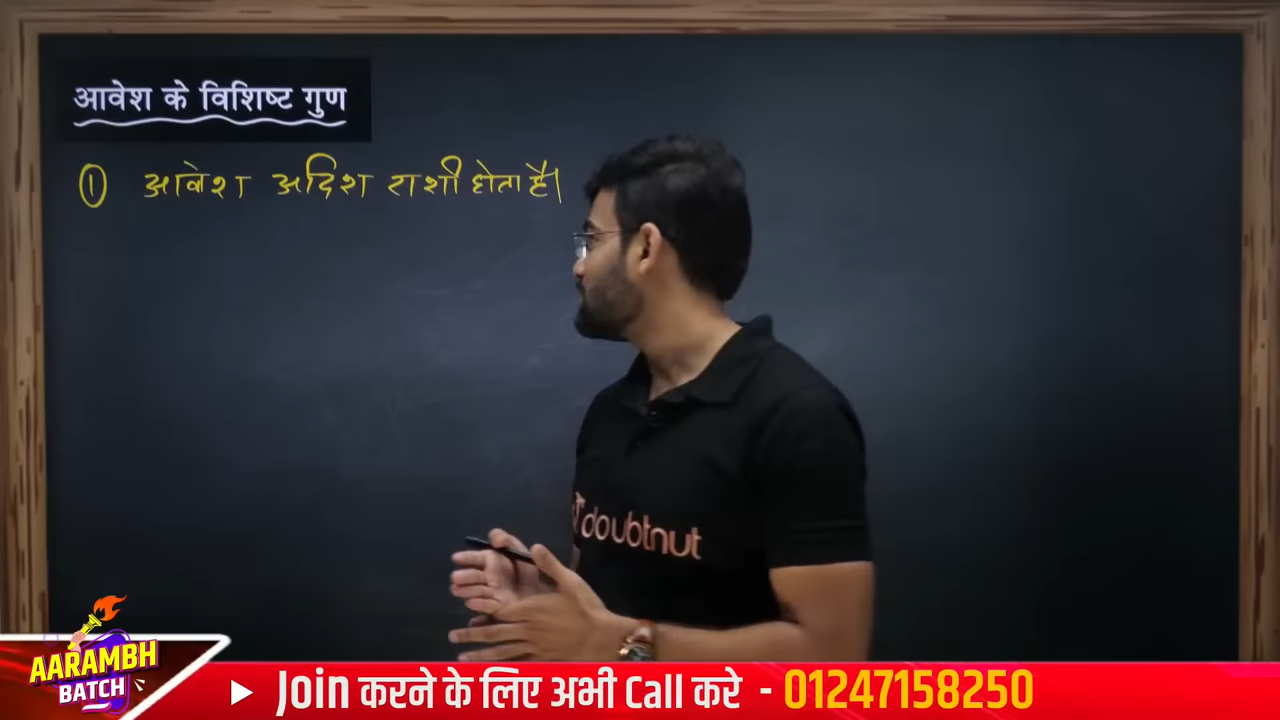 आवेश के विशिष्ट गुण
① आवेश अदिश राशी होता है।
doubtnut
AARAMBH
BATCH
Join करने के लिए अभी Call करे - 01247158250